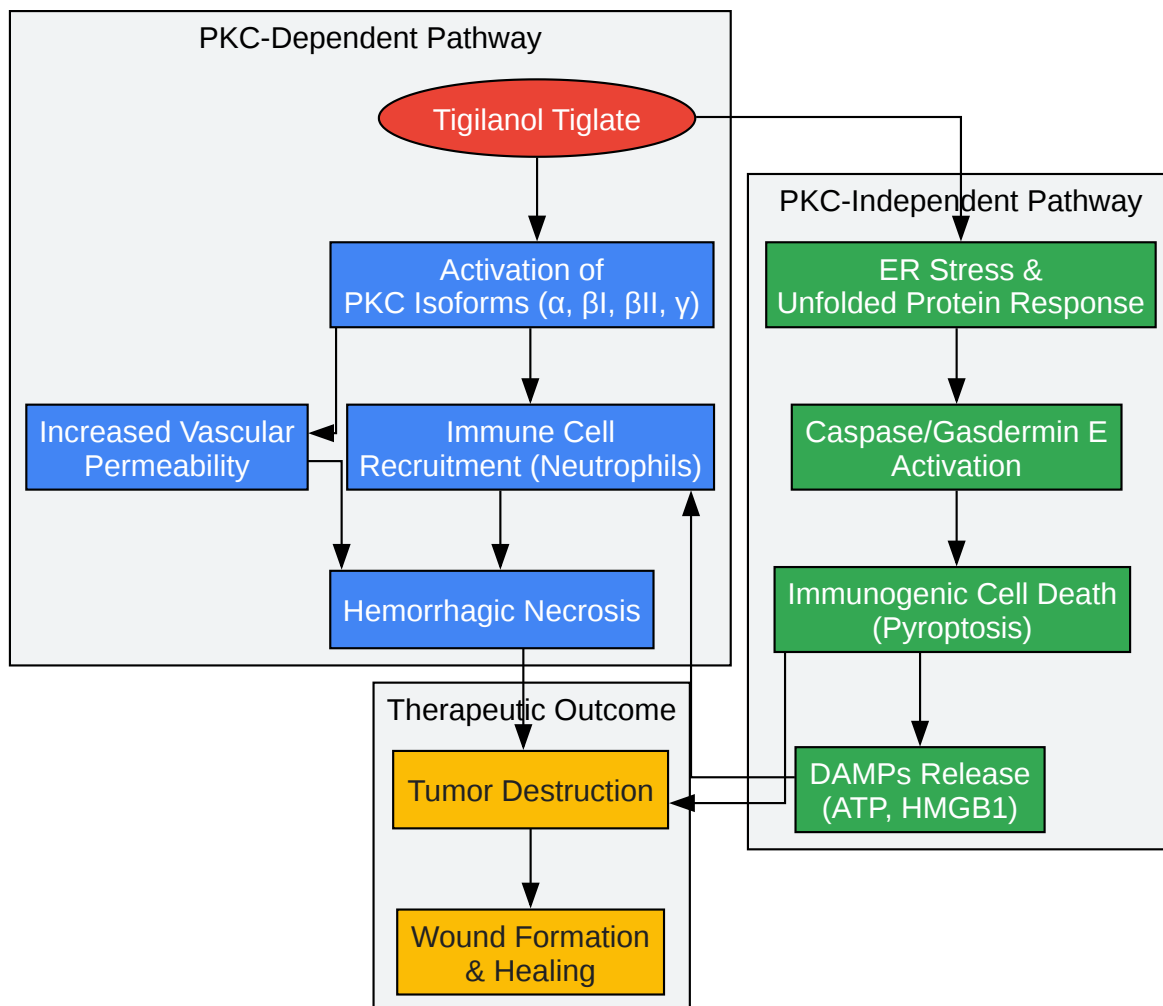 PKC-Dependent Pathway
Tigilanol Tiglate
PKC-Independent Pathway
Activation of
PKC Isoforms (α, βI, βII, γ)
ER Stress &
Unfolded Protein Response
Increased Vascular
Permeability
Immune Cell
Recruitment (Neutrophils)
Caspase/Gasdermin E
Activation
Hemorrhagic Necrosis
Immunogenic Cell Death
(Pyroptosis)
Therapeutic Outcome
Tumor Destruction
DAMPs Release
(ATP, HMGB1)
Wound Formation
& Healing